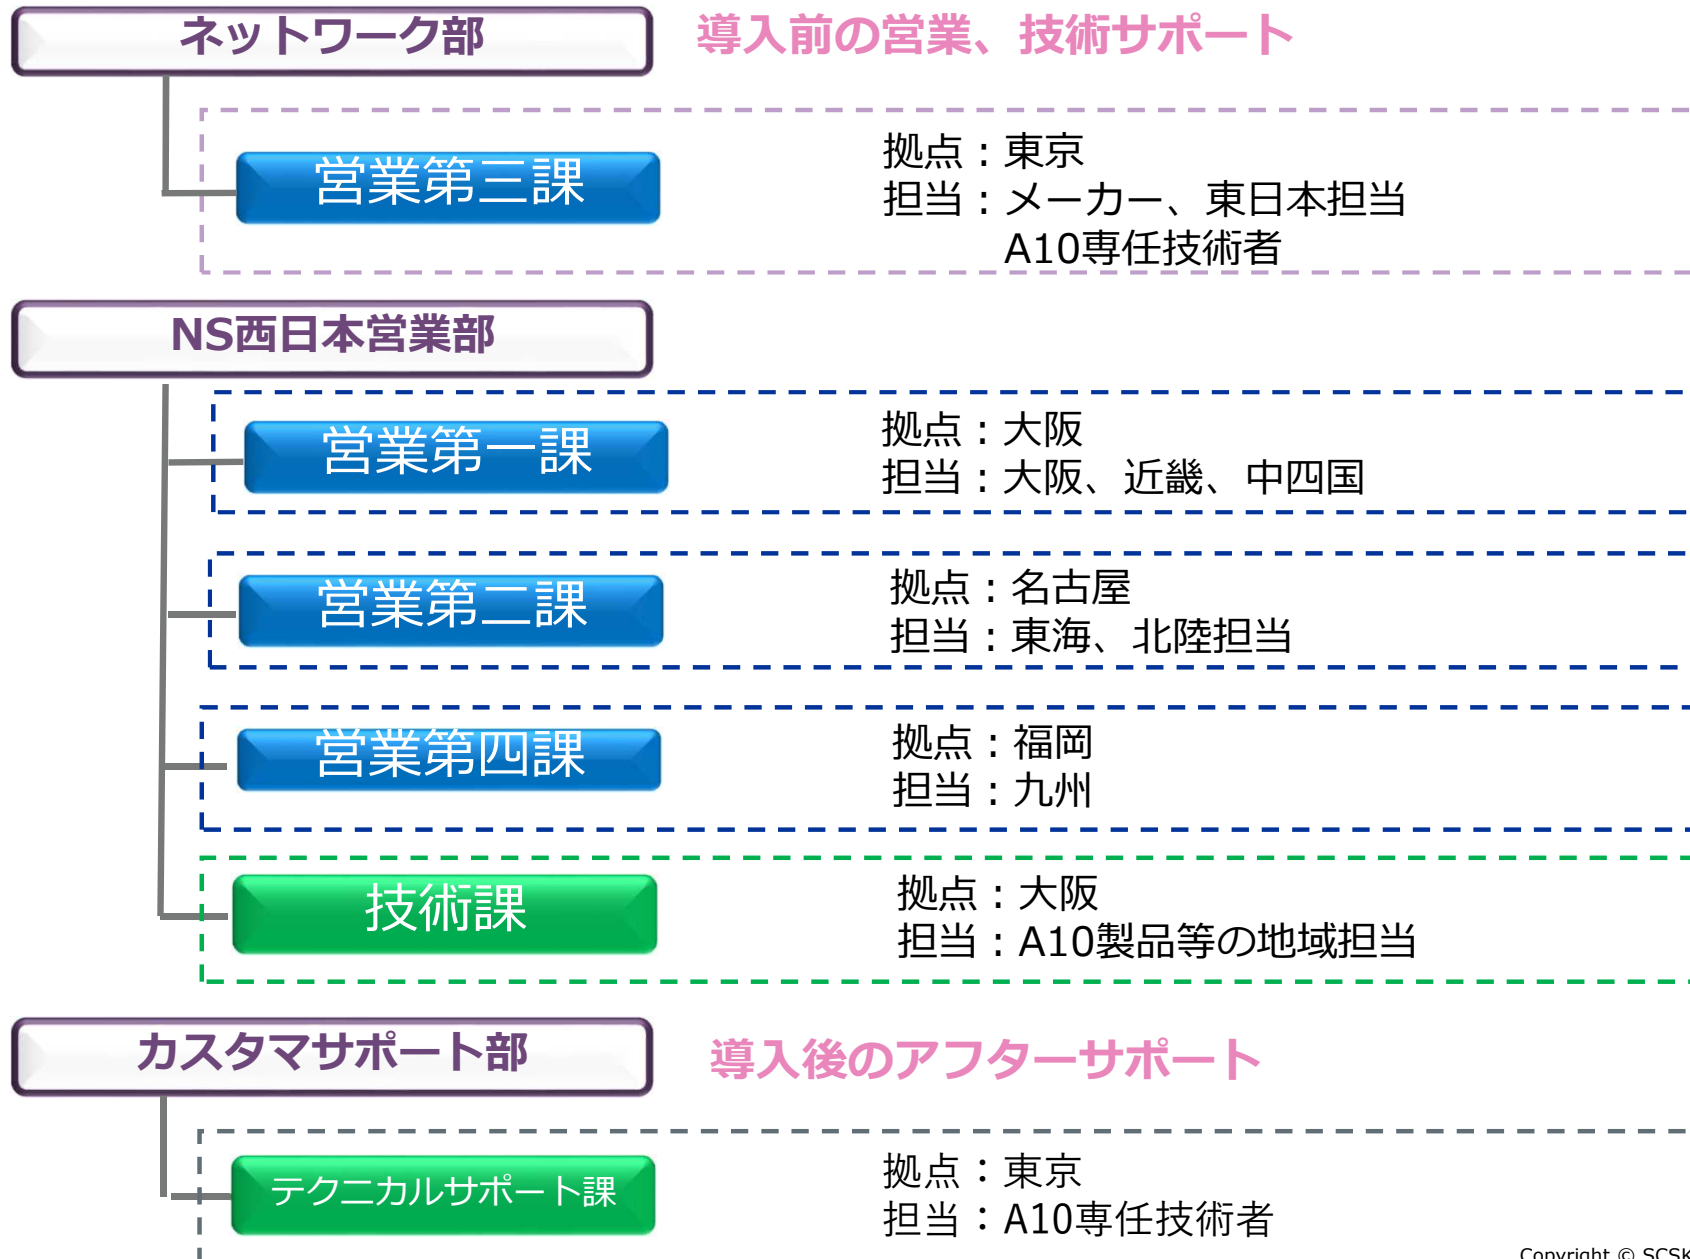 ネットワーク部
導入前の営業、技術サポート
営業第三課
拠点：東京
担当：メーカー、東日本担当
A10専任技術者
NS西日本営業部
営業第一課
拠点：大阪
担当：大阪、近畿、中四国
営業第二課
拠点：名古屋
担当：東海、北陸担当
営業第四課
拠点：福岡
担当：九州
技術課
拠点：大阪
担当：A10製品等の地域担当
カスタマサポート部
導入後のアフターサポート
テクニカルサポート課
拠点：東京
担当：A10専任技術者
Copyright © SCSK